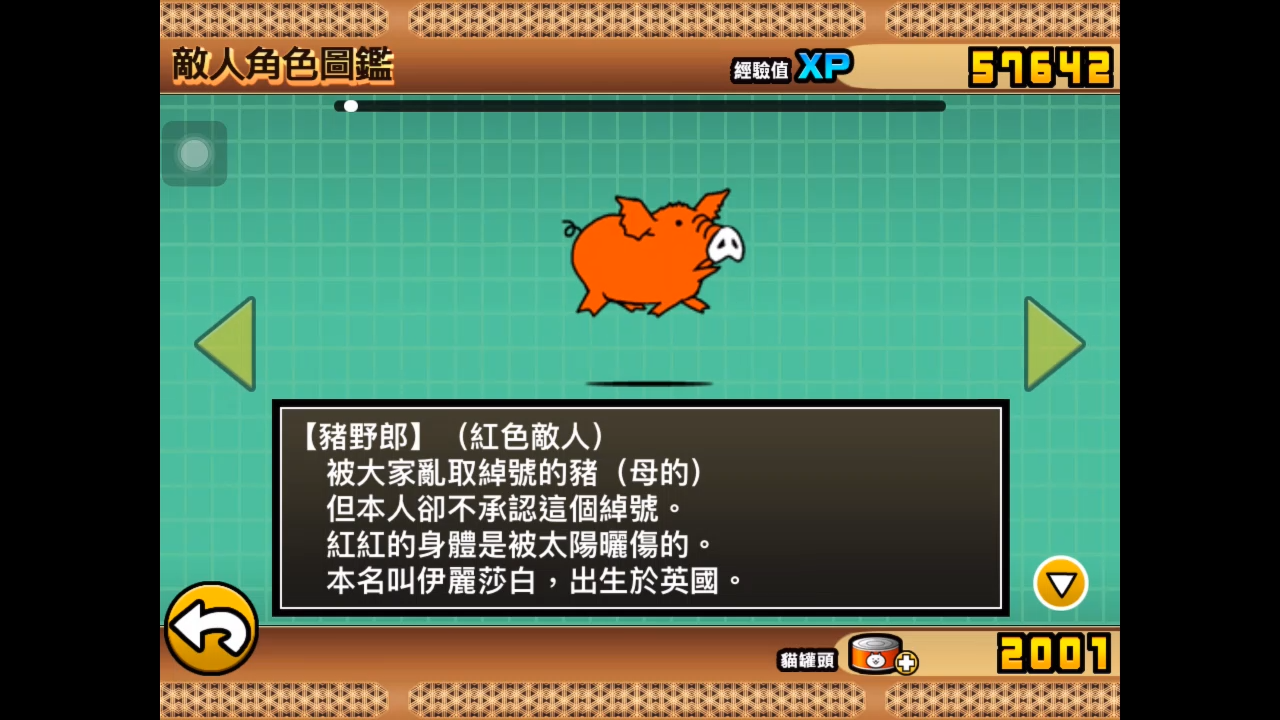 敵人角色圖鑑
經驗值 XP 57642
【豬野郎】（紅色敵人）
被大家亂取綽號的豬（母的）
但本人卻不承認這個綽號。
紅紅的身體是被太陽曬傷的。
本名叫伊麗莎白，出生於英國。
貓罐頭 2001